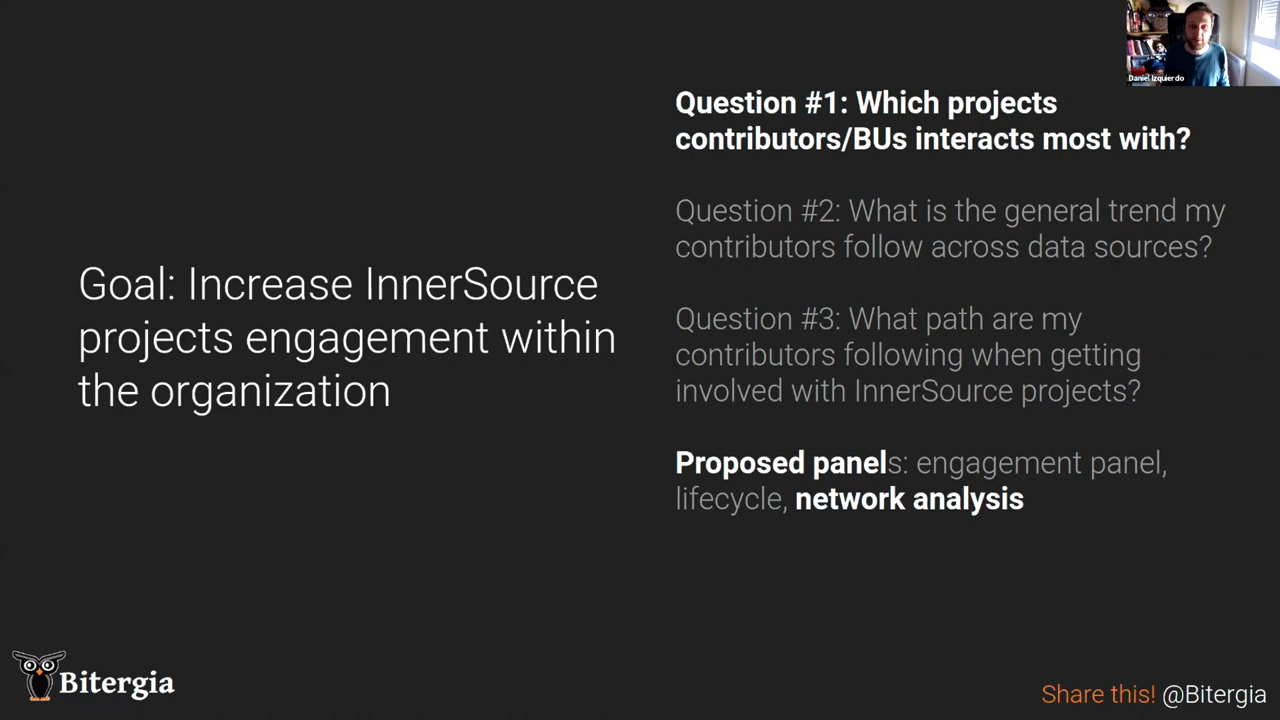 Daniel Izquierdo
Question #1: Which projects
contributors/BUs interacts most with?
Question #2: What is the general trend my
contributors follow across data sources?
Question #3: What path are my
contributors following when getting
involved with InnerSource projects?
Proposed panels: engagement panel,
lifecycle, network analysis
Goal: Increase InnerSource
projects engagement within
the organization
Bitergia
Share this! @Bitergia